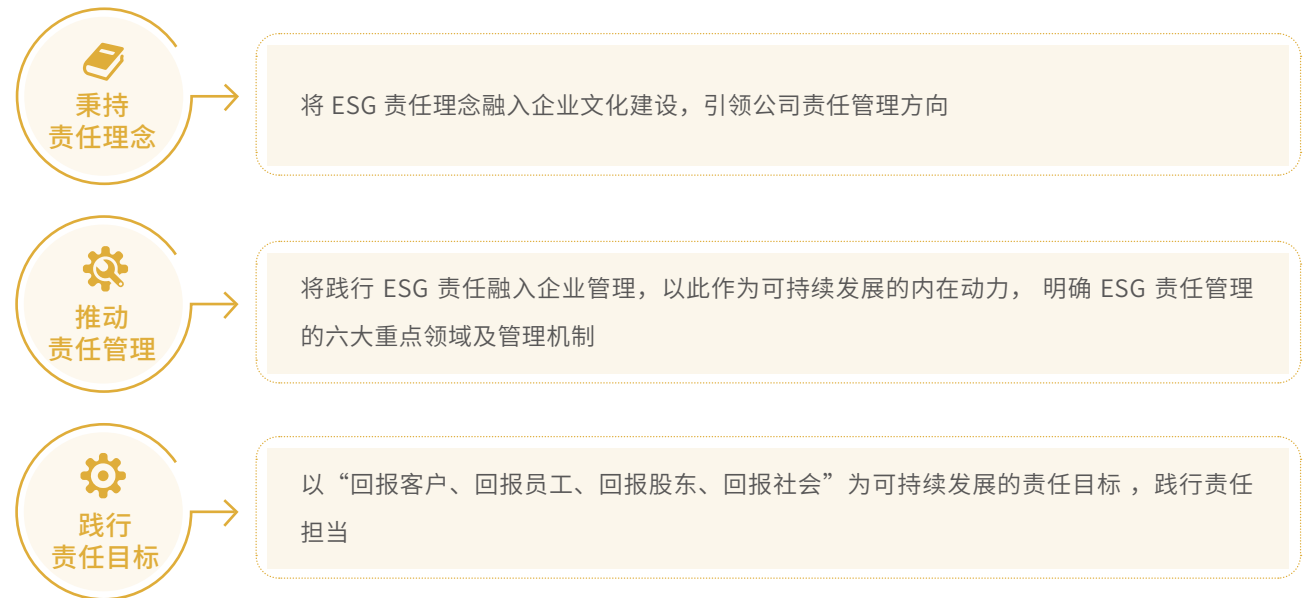 秉持
责任理念
将 ESG 责任理念融入企业文化建设，引领公司责任管理方向
推动
责任管理
将践行 ESG 责任融入企业管理，以此作为可持续发展的内在动力， 明确 ESG 责任管理
的六大重点领域及管理机制
践行
责任目标
以“回报客户、回报员工、回报股东、回报社会”为可持续发展的责任目标 ，践行责任
担当